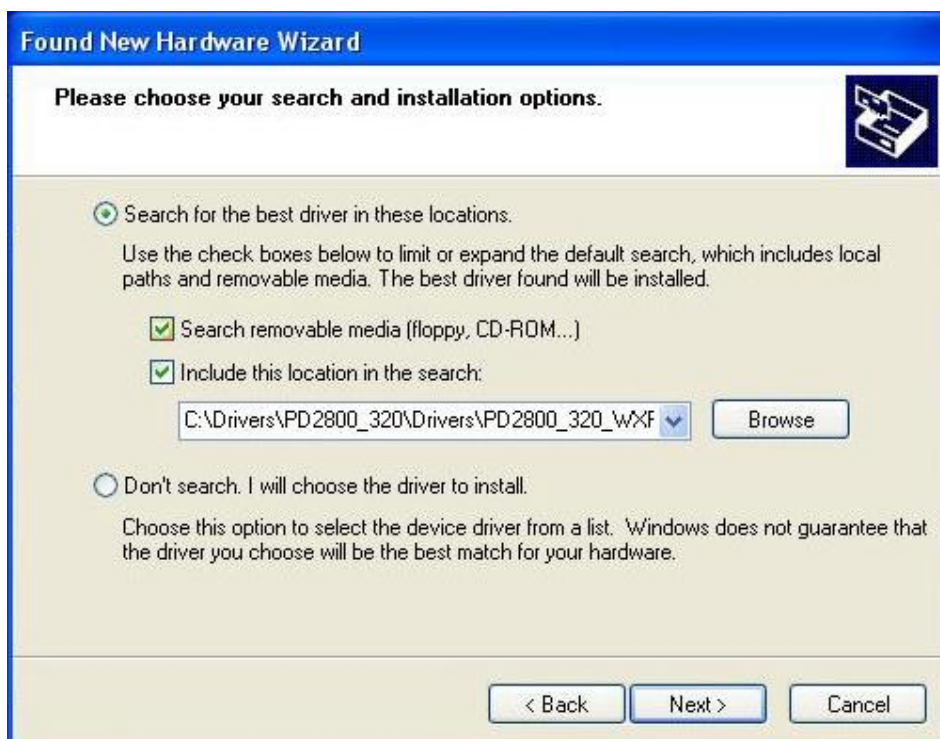 Found New Hardware Wizard
Please choose your search and installation options.
Search for the best driver in these locations.
Use the check boxes below to limit or expand the default search, which includes local
paths and removable media. The best driver found will be installed.
Search removable media (floppy, CD-ROM...)
Include this location in the search:
C:\Drivers\PD2800_320\Drivers\PD2800_320_WXF
Browse
Don't search. I will choose the driver to install.
Choose this option to select the device driver from a list. Windows does not guarantee that
the driver you choose will be the best match for your hardware.
< Back Next > Cancel